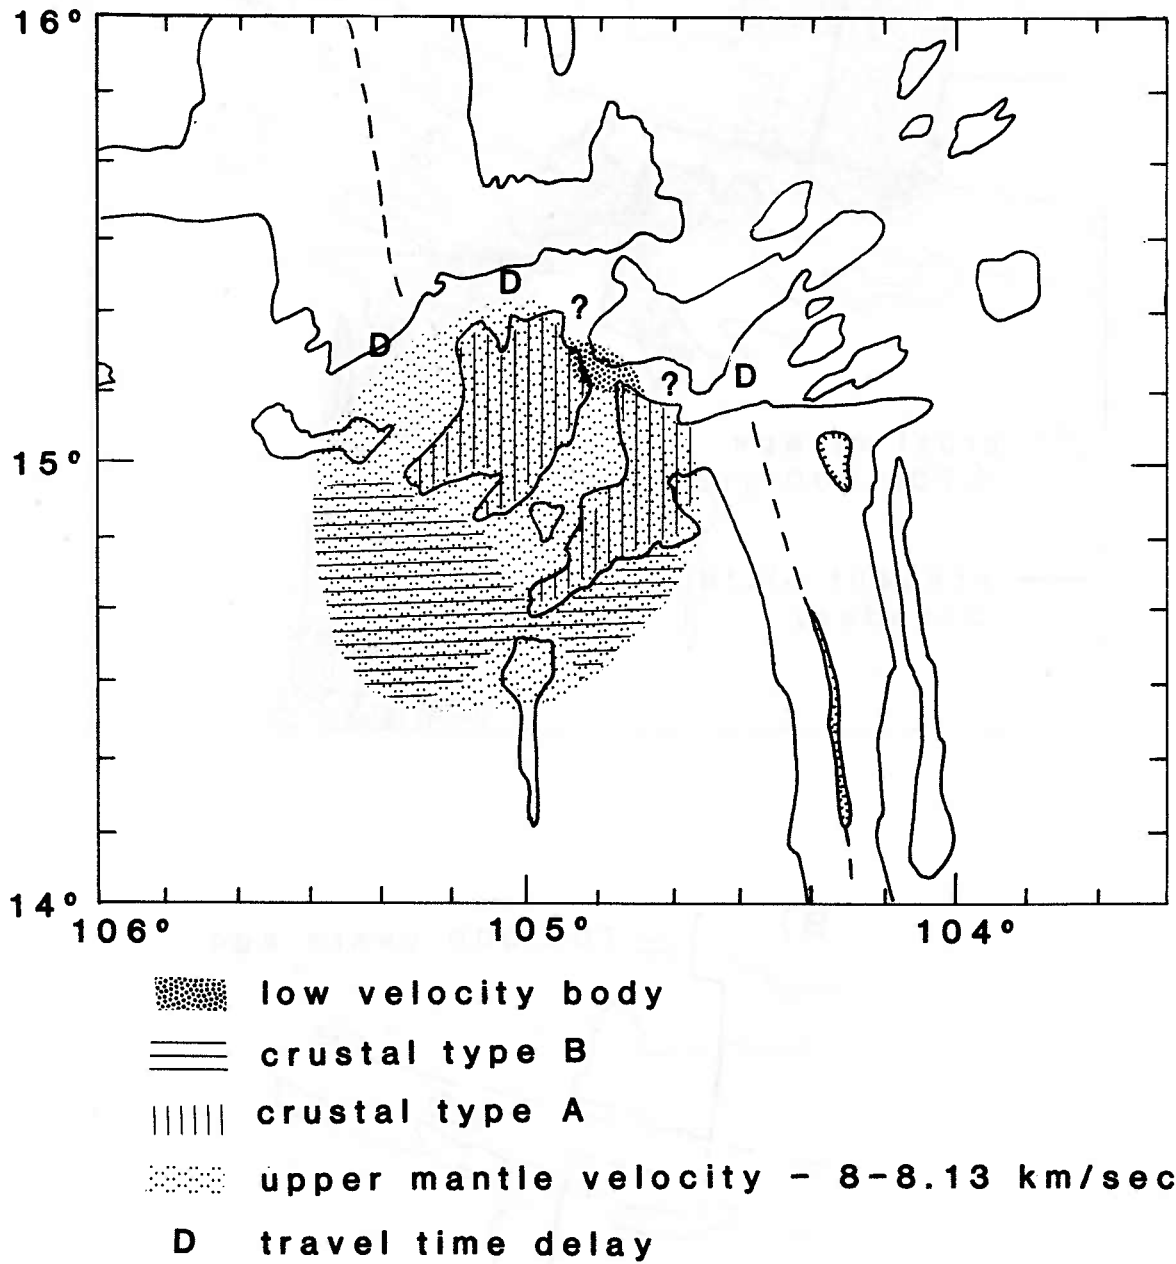 16°
D
?
D
?
D
15°
14°
106° 105° 104°
low velocity body
crustal type B
crustal type A
upper mantle velocity - 8-8.13 km/sec
D travel time delay